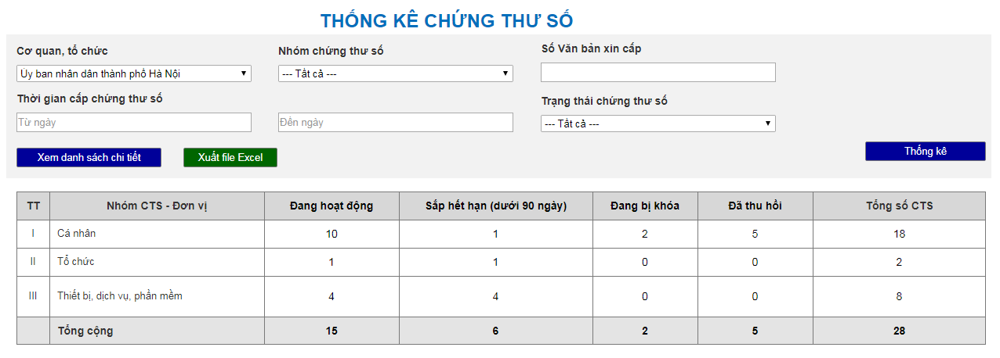 THỐNG KÊ CHỨNG THƯ SỐ
Cơ quan, tổ chức
Nhóm chứng thư số
Số Văn bản xin cấp
Ủy ban nhân dân thành phố Hà Nội
--- Tất cả ---
Thời gian cấp chứng thư số
Trạng thái chứng thư số
Từ ngày
Đến ngày
--- Tất cả ---
Xem danh sách chi tiết
Xuất file Excel
Thống kê
TT Nhóm CTS - Đơn vị Đang hoạt động Sắp hết hạn (dưới 90 ngày) Đang bị khóa Đã thu hồi Tổng số CTS
I Cá nhân 10 1 2 5 18
II Tổ chức 1 1 0 0 2
III Thiết bị, dịch vụ, phần mềm 4 4 0 0 8
Tổng cộng 15 6 2 5 28